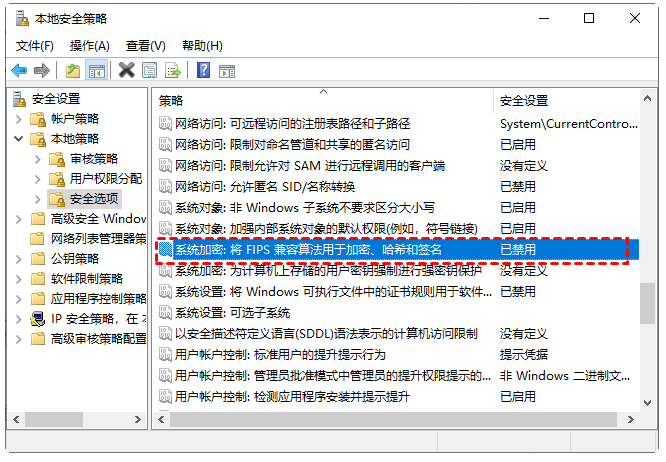 本地安全策略
文件(F) 操作(A) 查看(V) 帮助(H)
安全设置
帐户策略
本地策略
审核策略
用户权限分配
安全选项
高级安全 Window
网络列表管理器策
公钥策略
软件限制策略
应用程序控制策略
IP 安全策略，在
高级审核策略配置
策略 安全设置
网络访问: 可远程访问的注册表路径和子路径 System\CurrentContro...
网络访问: 限制对命名管道和共享的匿名访问 已启用
网络访问: 限制允许对 SAM 进行远程调用的客户端 没有定义
网络访问: 允许匿名 SID/名称转换 已禁用
系统对象: 非 Windows 子系统不要求区分大小写 已启用
系统对象: 加强内部系统对象的默认权限(例如，符号链接) 已启用
系统加密: 将 FIPS 兼容算法用于加密、哈希和签名 已禁用
系统加密: 为计算机上存储的用户密钥强制进行强密钥保护 没有定义
系统设置: 将 Windows 可执行文件中的证书规则用于软件... 已禁用
系统设置: 可选子系统
以安全描述符定义语言(SDDL)语法表示的计算机访问限制 没有定义
用户帐户控制: 标准用户的提升提示行为 提示凭据
用户帐户控制: 管理员批准模式中管理员的提升权限提示的... 非 Windows 二进制文...
用户帐户控制: 检测应用程序安装并提示提升 已启用